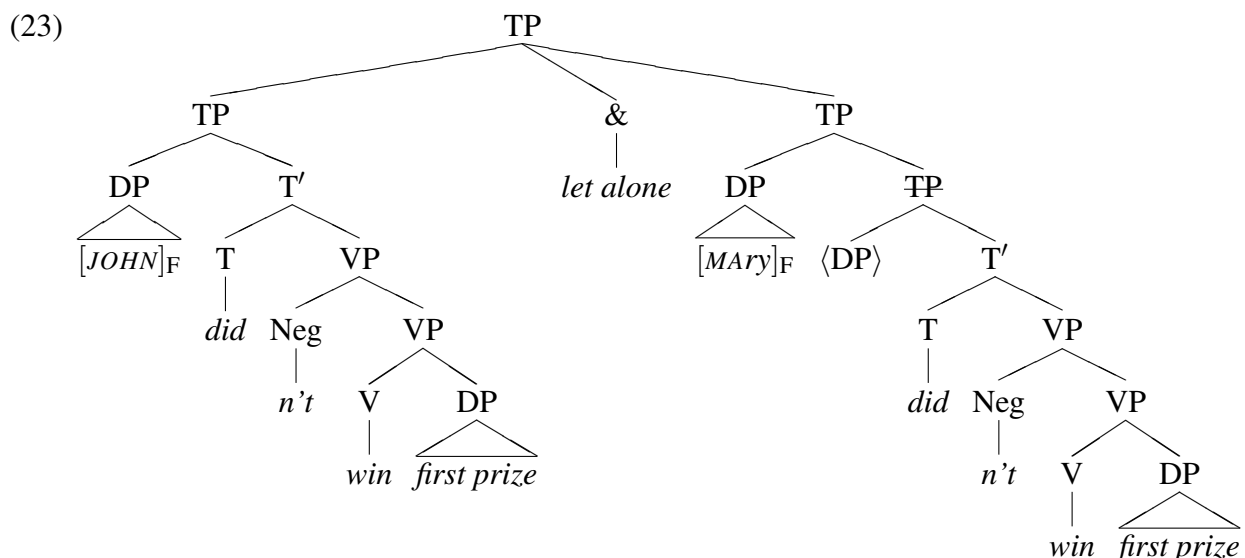 (23) TP
TP & TP
DP T′ let alone DP T̶P̶
[JOHN]F T VP [MAry]F ⟨DP⟩ T′
did Neg VP T VP
n't V DP did Neg VP
win first prize n't V DP
win first prize